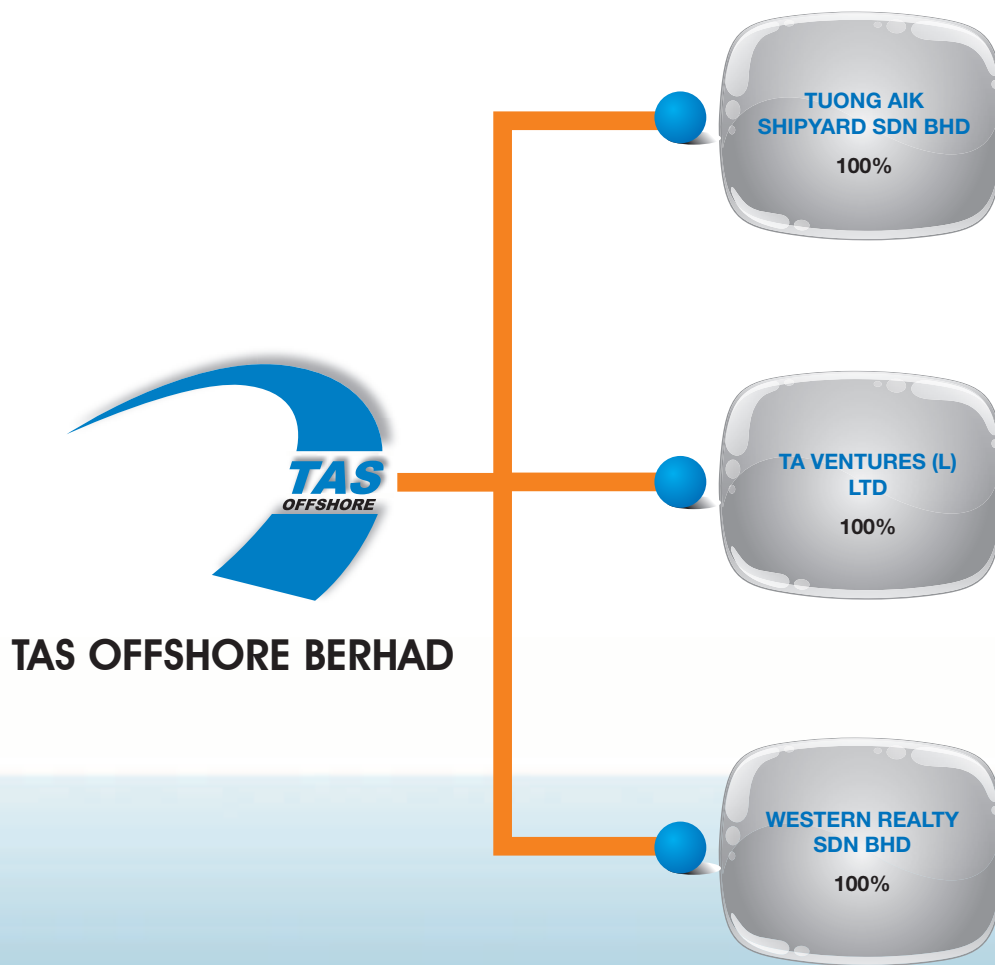 TUONG AIK
SHIPYARD SDN BHD
100%
TAS
OFFSHORE
TA VENTURES (L)
LTD
100%
TAS OFFSHORE BERHAD
WESTERN REALTY
SDN BHD
100%